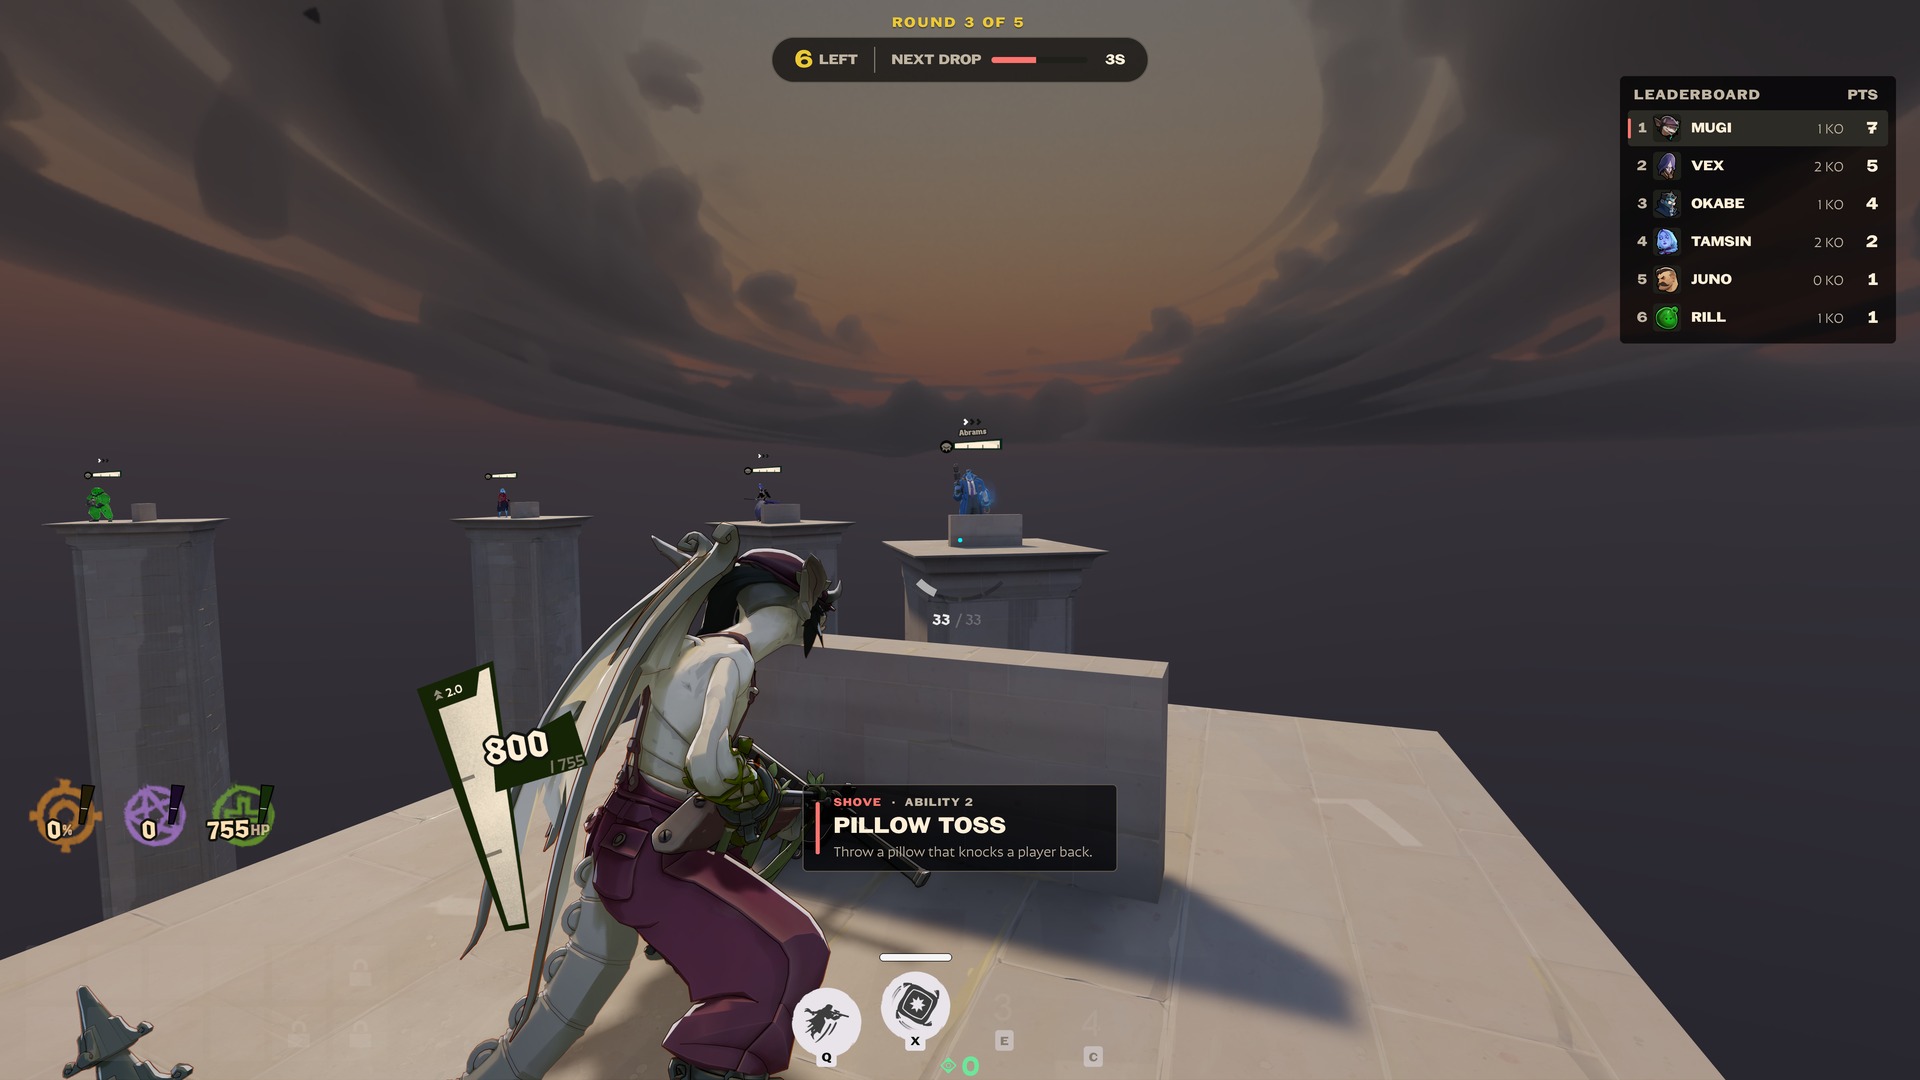 ROUND 3 OF 5
6 LEFT NEXT DROP 3S
LEADERBOARD PTS
1 MUGI 1 KO 7
2 VEX 2 KO 5
3 OKABE 1 KO 4
4 TAMSIN 2 KO 2
5 JUNO 0 KO 1
6 RILL 1 KO 1
Abrams
33 / 33
2.0
800
/ 755
0%
0
755HP
SHOVE · ABILITY 2
PILLOW TOSS
Throw a pillow that knocks a player back.
3
4
Q
X
E
C
0